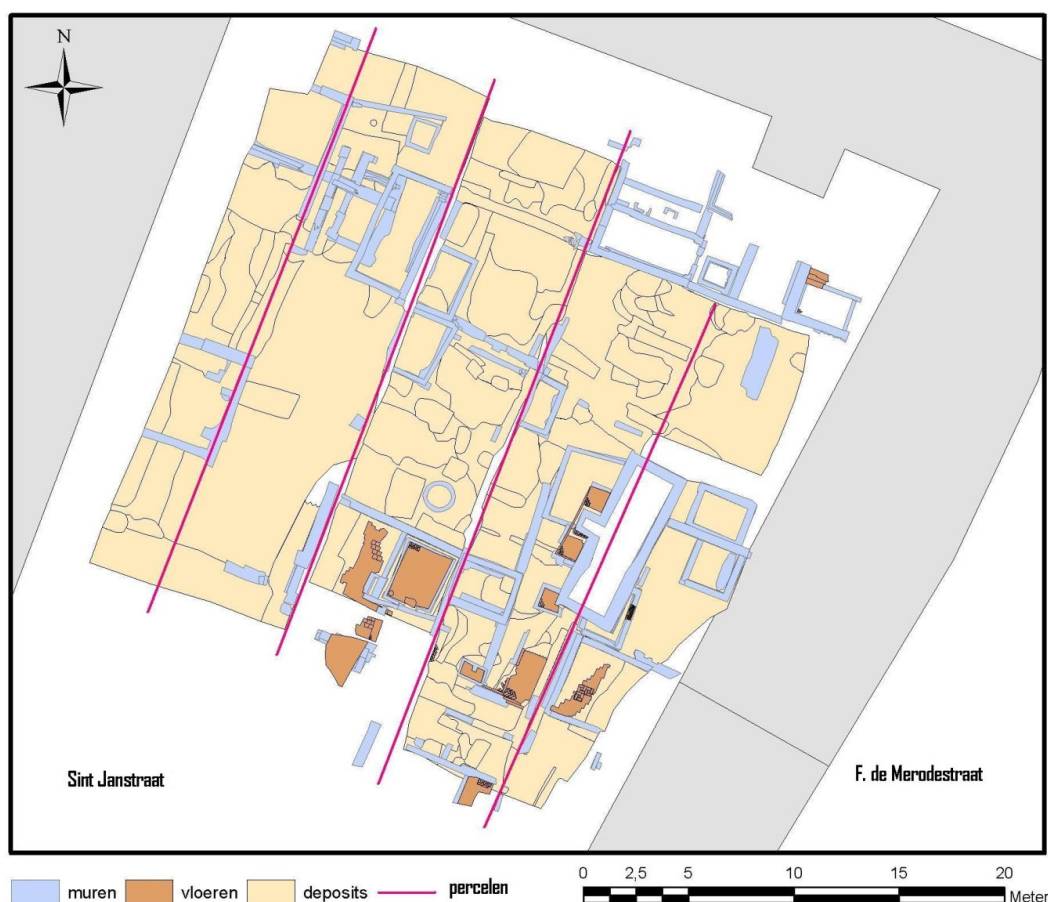 N
Sint Janstraat
F. de Merodestraat
muren vloeren deposits percelen
0 2,5 5 10 15 20
Meter